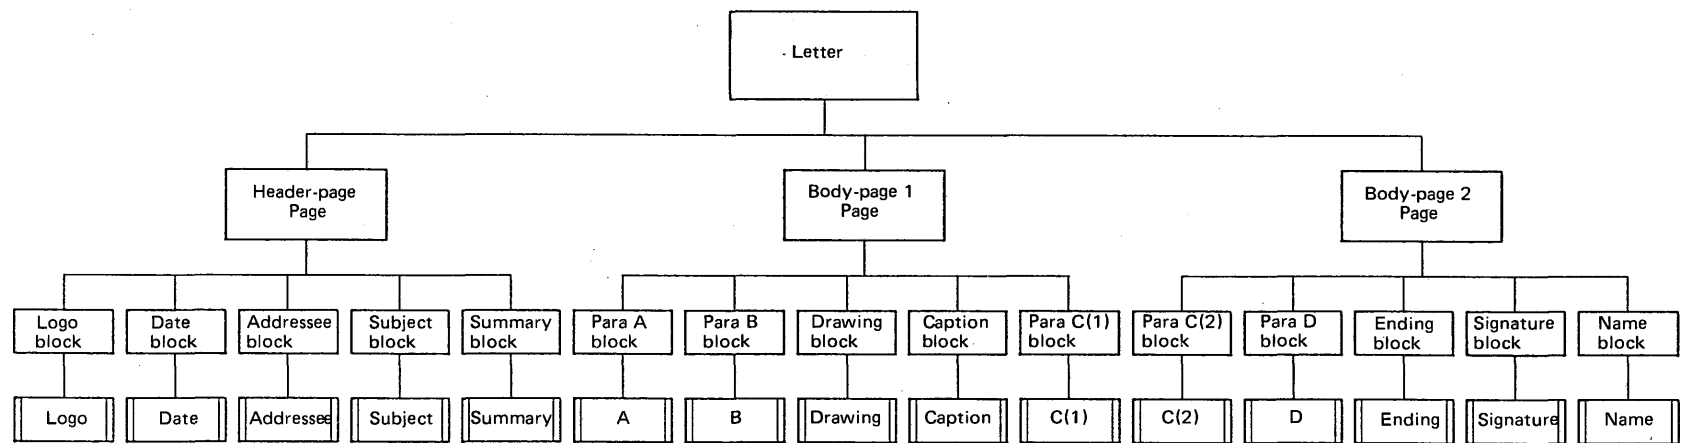 Letter
Header-page
Page
Body-page 1
Page
Body-page 2
Page
Logo
block
Date
block
Addressee
block
Subject
block
Summary
block
Para A
block
Para B
block
Drawing
block
Caption
block
Para C(1)
block
Para C(2)
block
Para D
block
Ending
block
Signature
block
Name
block
Logo
Date
Addressee
Subject
Summary
A
B
Drawing
Caption
C(1)
C(2)
D
Ending
Signature
Name